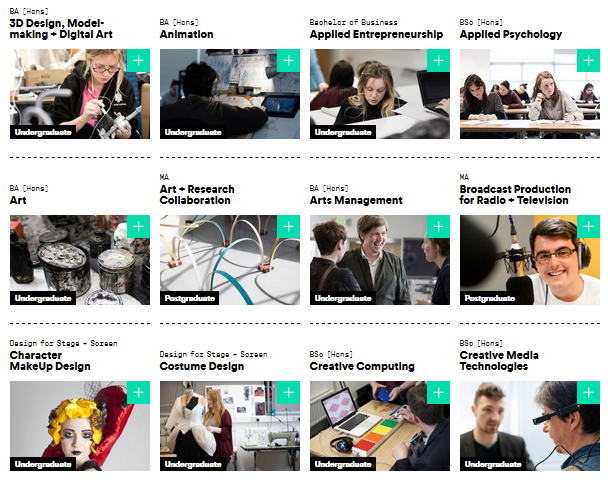 BA [Hons]
3D Design, Model-
making + Digital Art
Undergraduate
BA [Hons]
Animation
Undergraduate
Bachelor of Business
Applied Entrepreneurship
Undergraduate
BSc [Hons]
Applied Psychology
Undergraduate
BA [Hons]
Art
Undergraduate
MA
Art + Research
Collaboration
Postgraduate
BA [Hons]
Arts Management
Undergraduate
MA
Broadcast Production
for Radio + Television
Postgraduate
Design for Stage + Screen
Character
MakeUp Design
Undergraduate
Design for Stage + Screen
Costume Design
Undergraduate
BSc [Hons]
Creative Computing
Undergraduate
BSc [Hons]
Creative Media
Technologies
Undergraduate